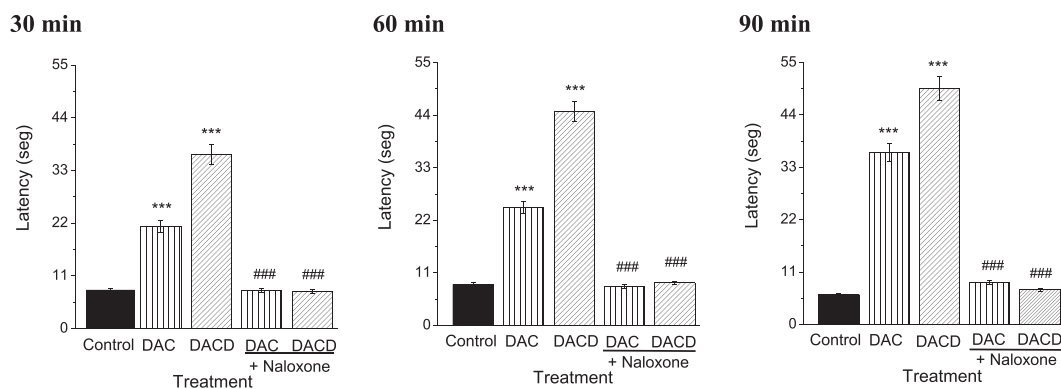 30 min
60 min
90 min
Latency (seg)
55
44
33
22
11
0
***
***
###
###
Control DAC DACD DAC DACD
+ Naloxone
Treatment
Latency (seg)
55
44
33
22
11
0
***
***
###
###
Control DAC DACD DAC DACD
+ Naloxone
Treatment
Latency (seg)
55
44
33
22
11
0
***
***
###
###
Control DAC DACD DAC DACD
+ Naloxone
Treatment